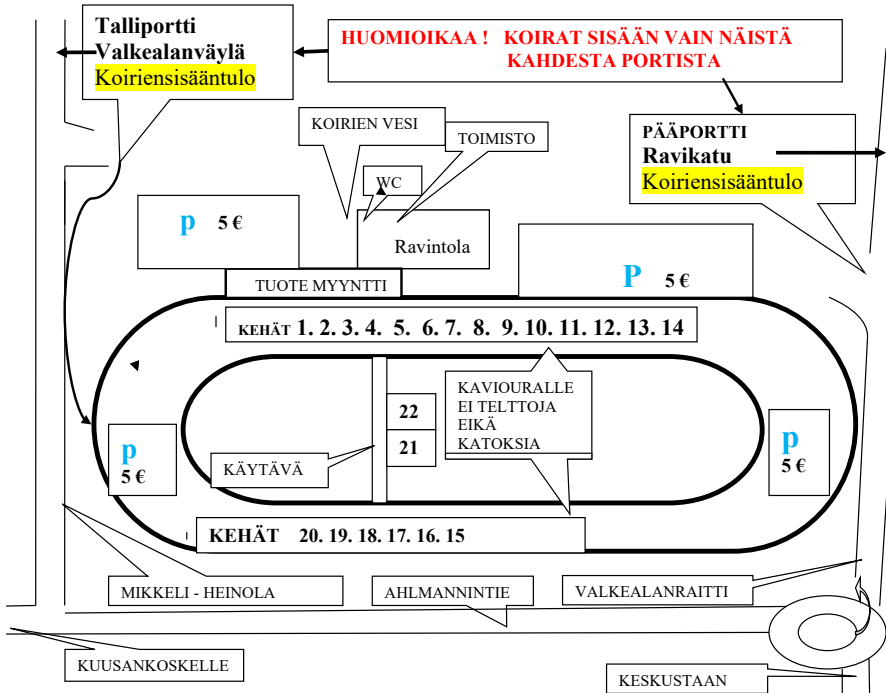 Talliportti
Valkealanväylä
Koiriensisääntulo
HUOMIOIKAA ! KOIRAT SISÄÄN VAIN NÄISTÄ
KAHDESTA PORTISTA
PÄÄPORTTI
Ravikatu
Koiriensisääntulo
KOIRIEN VESI
TOIMISTO
WC
p 5 €
Ravintola
P 5 €
TUOTE MYYNTTI
KEHÄT 1. 2. 3. 4. 5. 6. 7. 8. 9. 10. 11. 12. 13. 14
KAVIOURALLE
EI TELTTOJA
EIKÄ
KATOKSIA
22
21
p
5 €
KÄYTÄVÄ
p
5 €
KEHÄT 20. 19. 18. 17. 16. 15
MIKKELI - HEINOLA
AHLMANNINTIE
VALKEALANRAITTI
KUUSANKOSKELLE
KESKUSTAAN